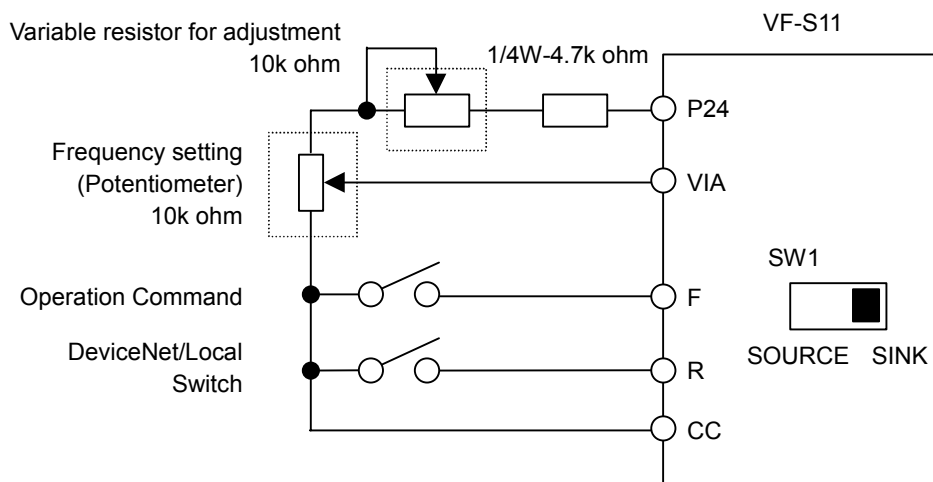 VF-S11
Variable resistor for adjustment
10k ohm
1/4W-4.7k ohm
P24
Frequency setting
(Potentiometer)
10k ohm
VIA
SW1
SOURCE SINK
Operation Command
F
DeviceNet/Local
Switch
R
CC